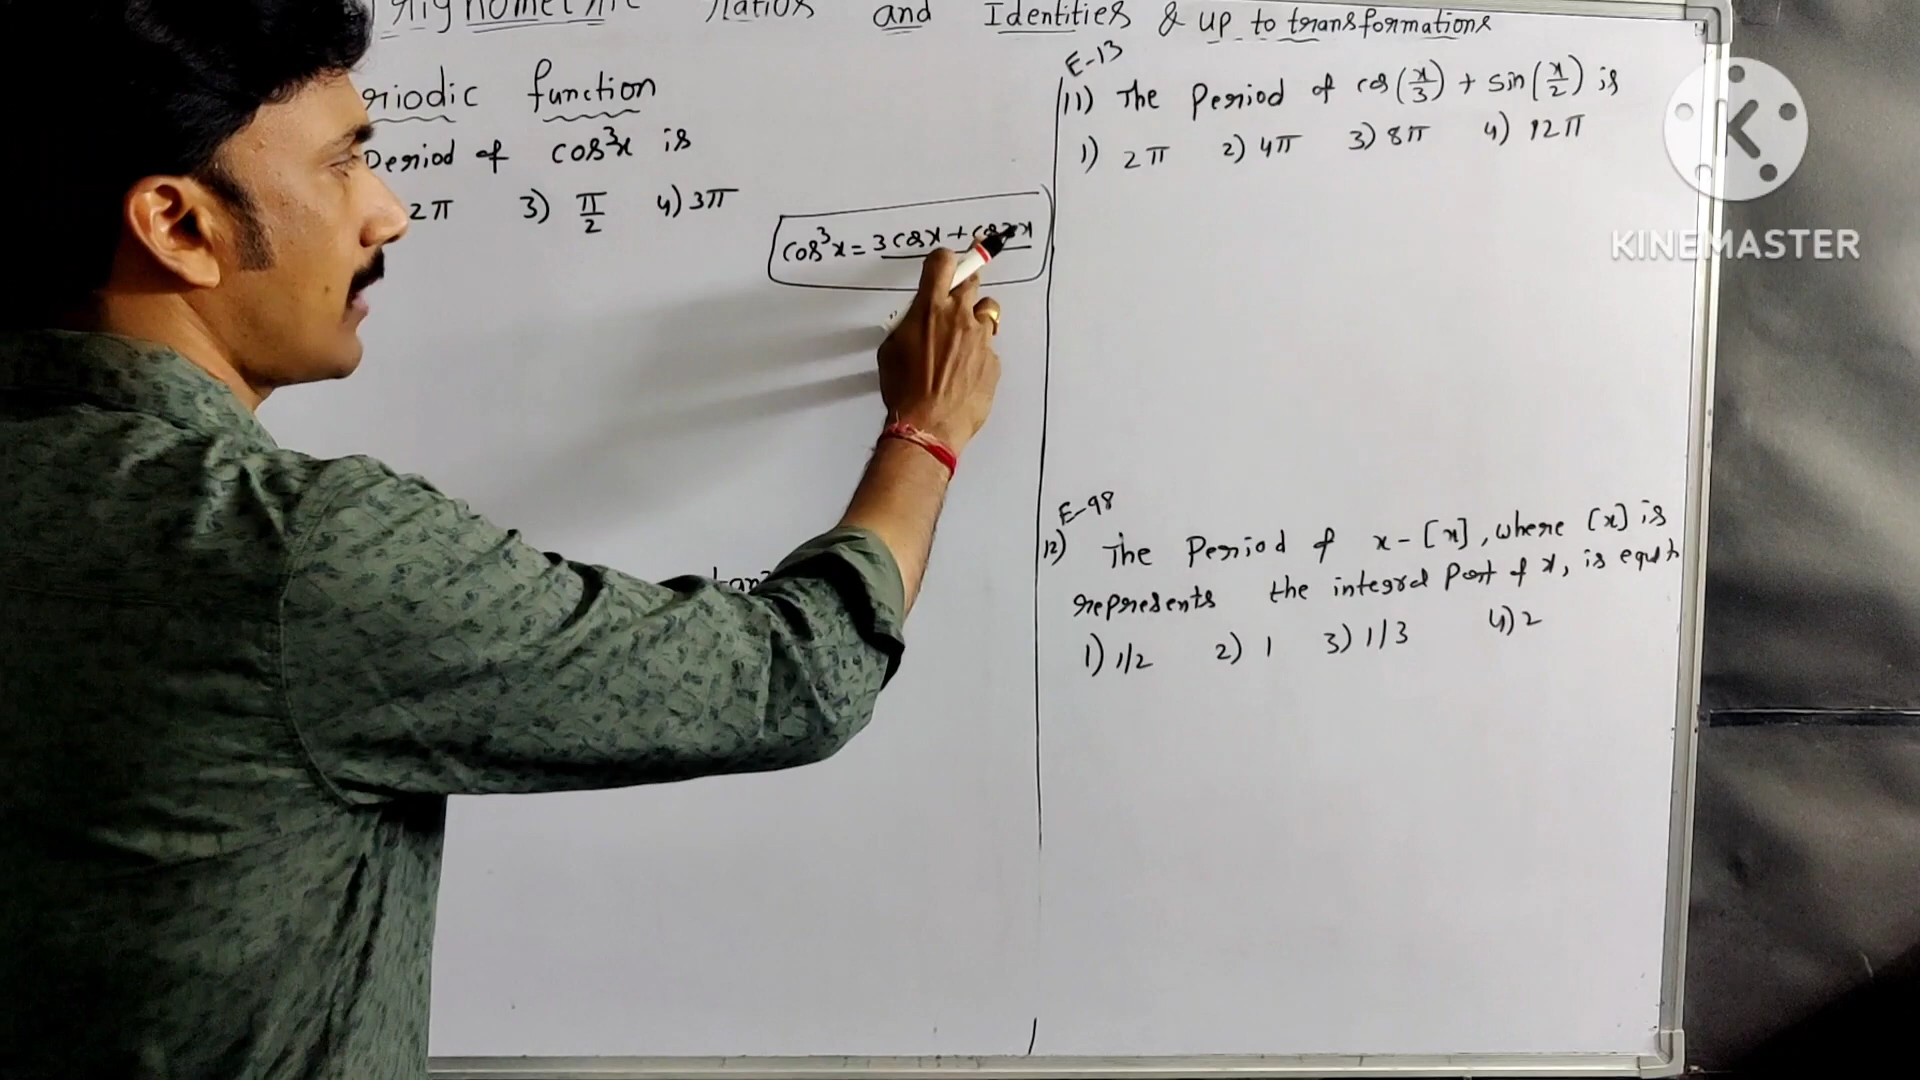 Ratios and Identities & up to transformations
riodic function
Period of cos³x is
2π 3) π/2 4) 3π
cos³x = 3cosx + cos3x
E-13
11) The Period of cos(x/3) + sin(x/2) is
1) 2π 2) 4π 3) 8π 4) 12π
E-98
12) The Period of x-[x], where [x] is
represents the integral Part of x, is equal
1) 1/2 2) 1 3) 1/3 4) 2
KINEMASTER